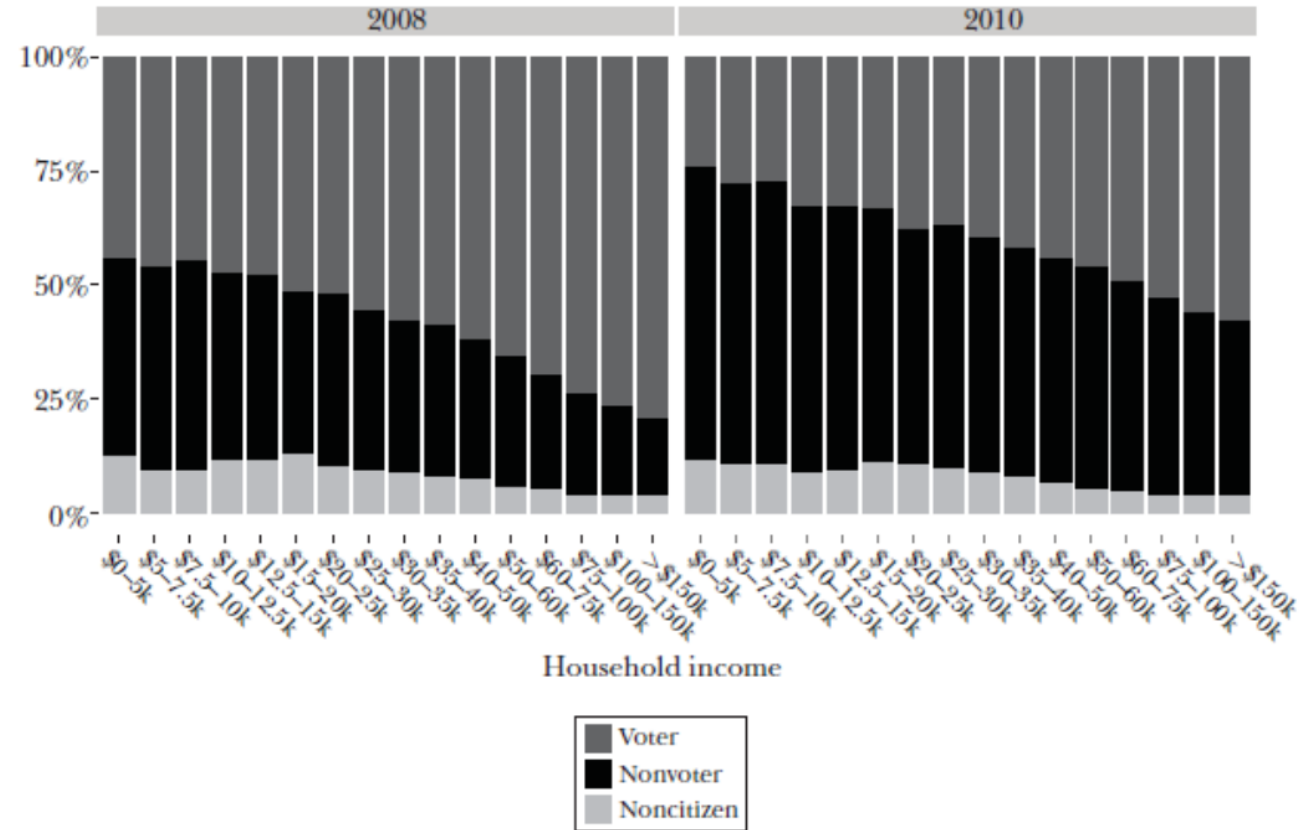 2008 2010
100%
75%
50%
25%
0%
$0–5k $5–7.5k $7.5–10k $10–12.5k $12.5–15k $15–20k $20–25k $25–30k $30–35k $35–40k $40–50k $50–60k $60–75k $75–100k $100–150k >$150k $0–5k $5–7.5k $7.5–10k $10–12.5k $12.5–15k $15–20k $20–25k $25–30k $30–35k $35–40k $40–50k $50–60k $60–75k $75–100k $100–150k >$150k
Household income
Voter
Nonvoter
Noncitizen